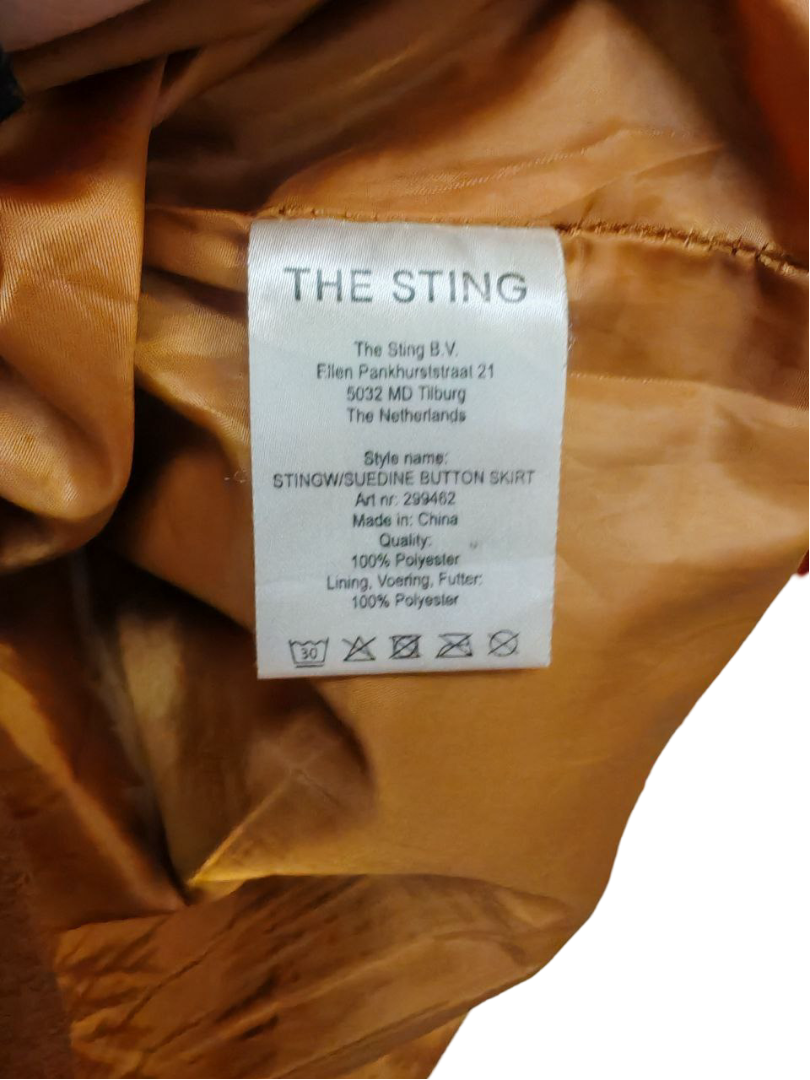 THE STING
The Sting B.V.
Ellen Pankhurststraat 21
5032 MD Tilburg
The Netherlands
Style name:
STINGW/SUEDINE BUTTON SKIRT
Art nr: 299462
Made in: China
Quality:
100% Polyester
Lining, Voering, Futter:
100% Polyester
30